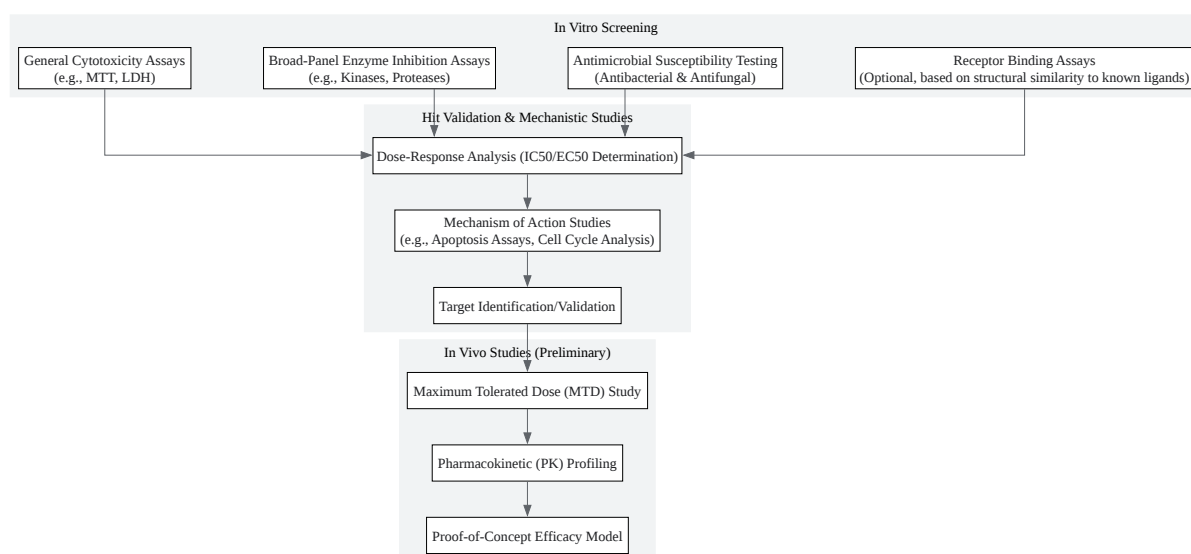 In Vitro Screening
General Cytotoxicity Assays
(e.g., MTT, LDH)
Broad-Panel Enzyme Inhibition Assays
(e.g., Kinases, Proteases)
Antimicrobial Susceptibility Testing
(Antibacterial & Antifungal)
Receptor Binding Assays
(Optional, based on structural similarity to known ligands)
Hit Validation & Mechanistic Studies
Dose-Response Analysis (IC50/EC50 Determination)
Mechanism of Action Studies
(e.g., Apoptosis Assays, Cell Cycle Analysis)
Target Identification/Validation
In Vivo Studies (Preliminary)
Maximum Tolerated Dose (MTD) Study
Pharmacokinetic (PK) Profiling
Proof-of-Concept Efficacy Model